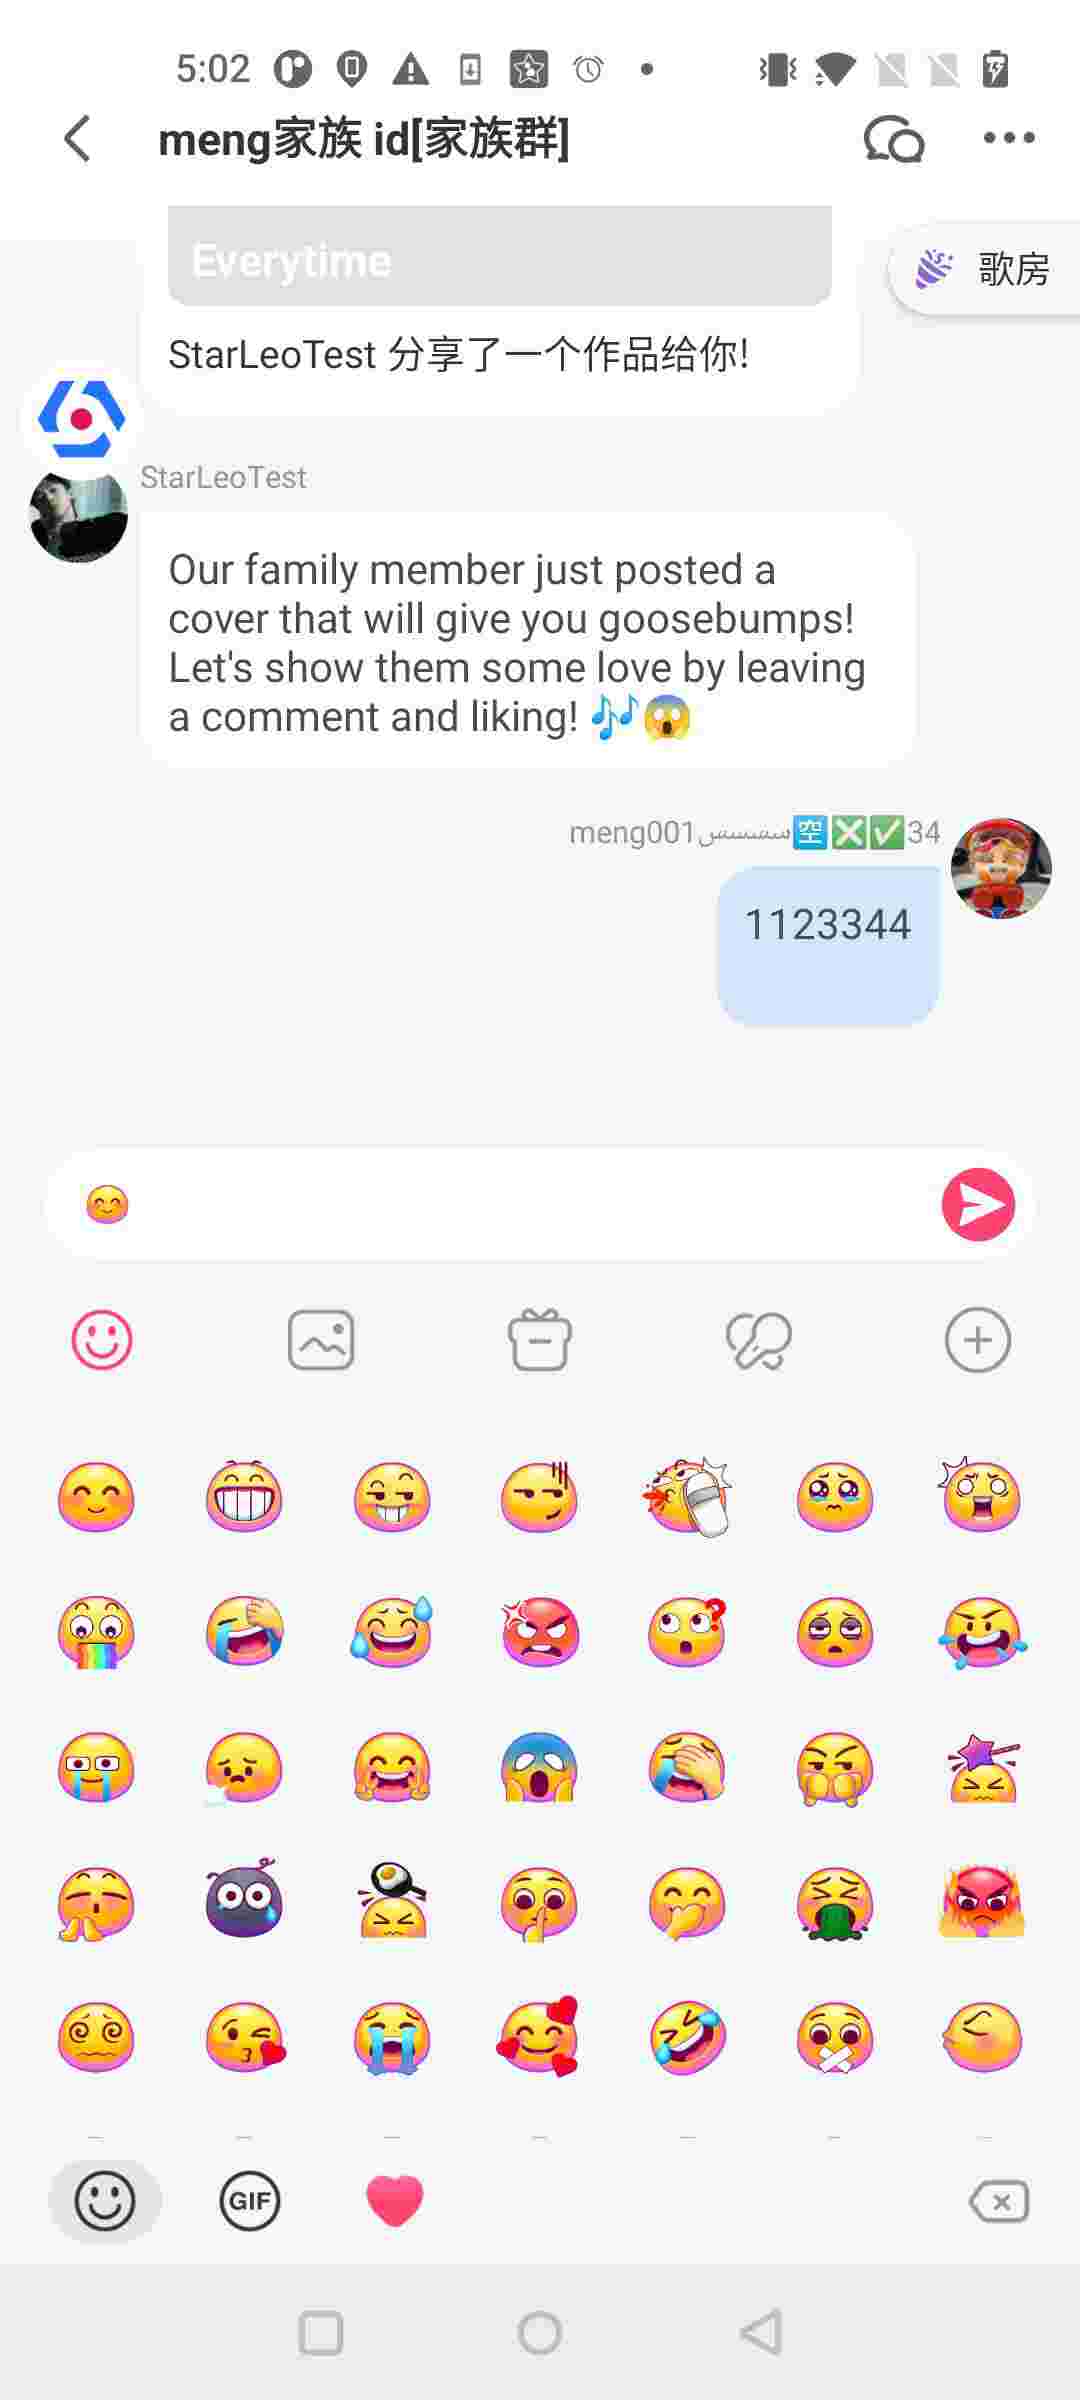 5:02
meng家族 id[家族群]
Everytime
歌房
StarLeoTest 分享了一个作品给你!
StarLeoTest
Our family member just posted a
cover that will give you goosebumps!
Let's show them some love by leaving
a comment and liking! 🎶😱
meng001سسسس🈳❎✅34
1123344
GIF